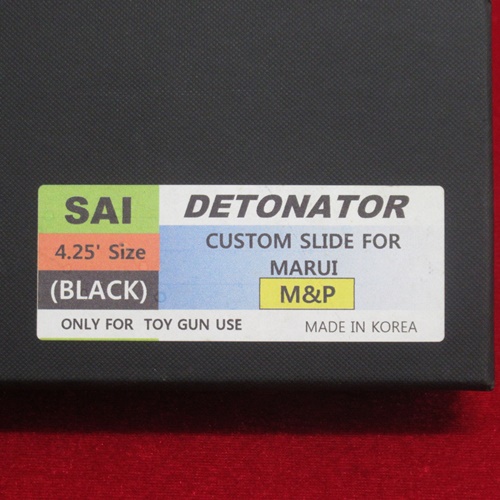 SAI
4.25' Size
(BLACK)
DETONATOR
CUSTOM SLIDE FOR
MARUI
M&P
ONLY FOR TOY GUN USE
MADE IN KOREA